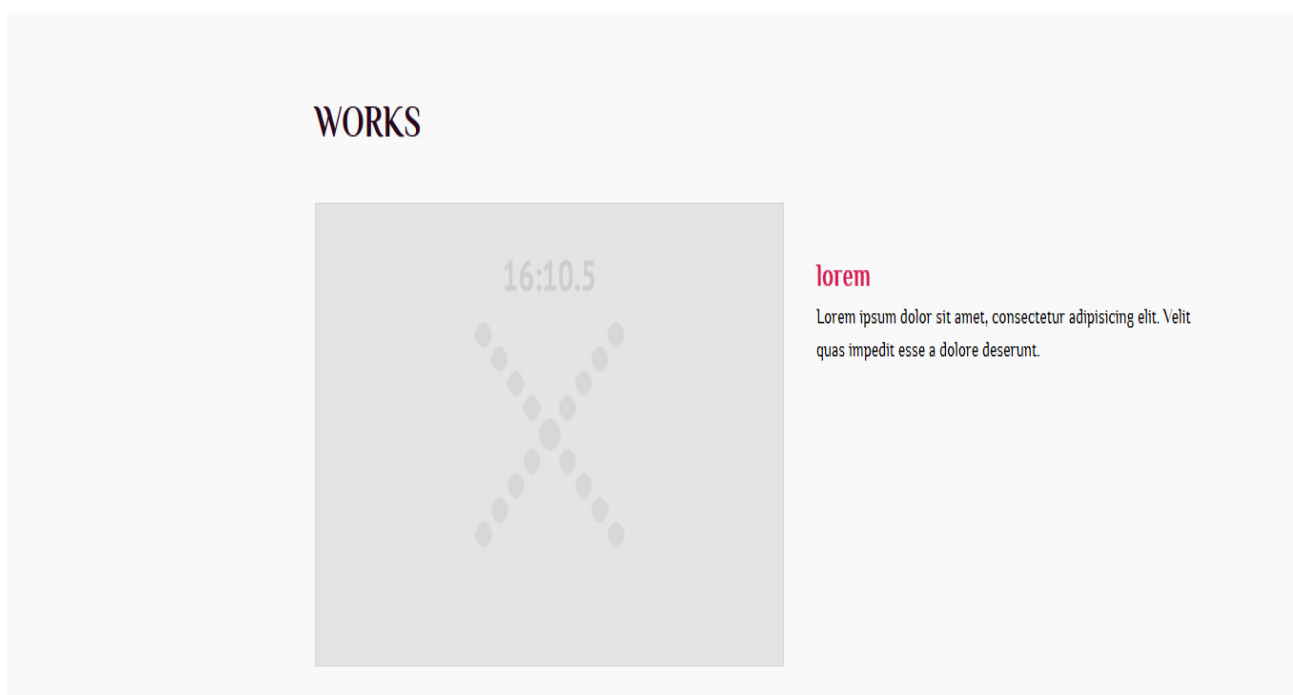 WORKS
16:10.5
lorem
Lorem ipsum dolor sit amet, consectetur adipisicing elit. Velit
quas impedit esse a dolore deserunt.